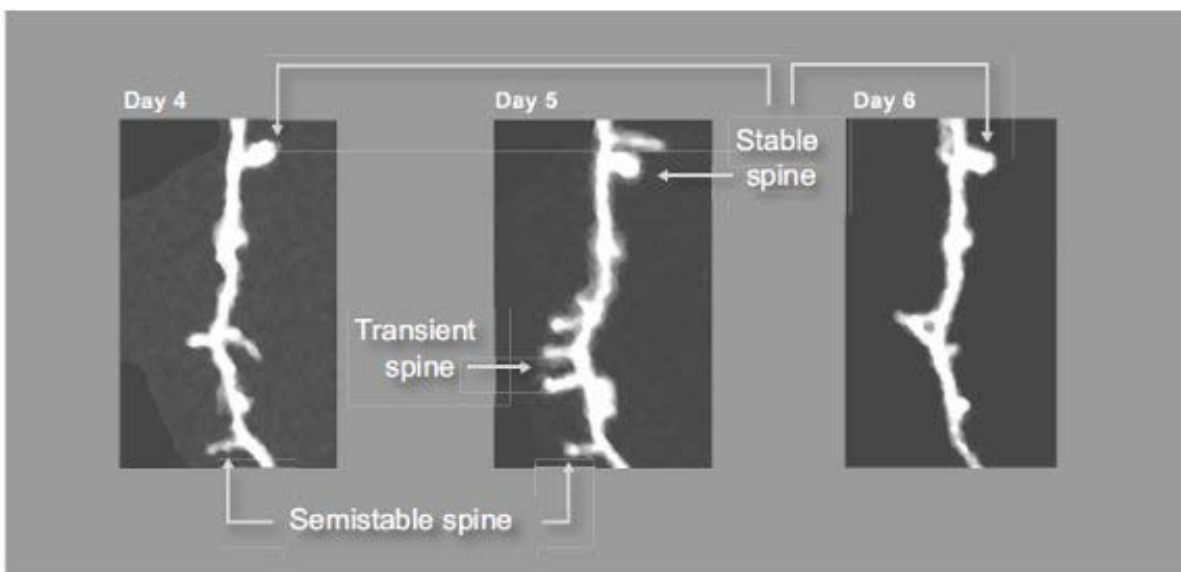 Day 4
Day 5
Day 6
Stable
spine
Transient
spine
Semistable spine